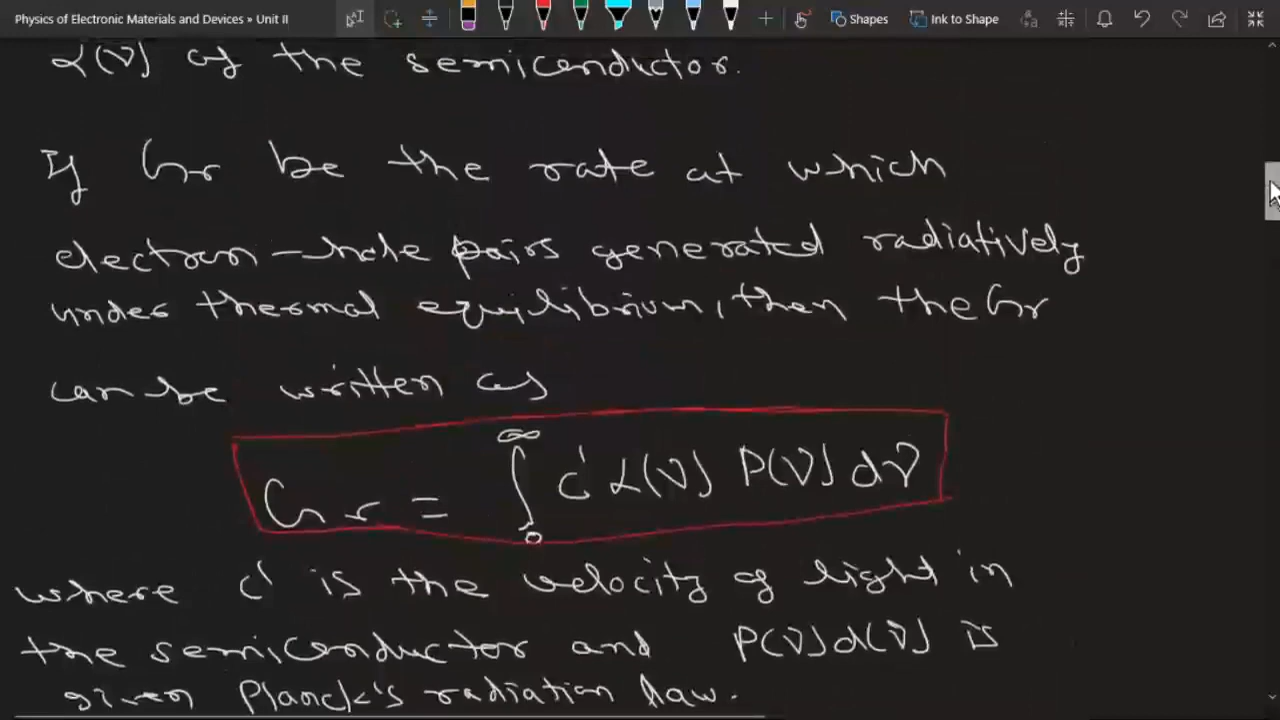 Physics of Electronic Materials and Devices » Unit II
Shapes
Ink to Shape
α(ν) of the semiconductor.
If Gr be the rate at which
electron-hole pairs generated radiatively
under thermal equilibrium, then the Gr
can be written as
Gr = ∫₀^∞ c' α(ν) P(ν) dν
where c' is the velocity of light in
the semiconductor and P(ν)d(ν) is
given Planck's radiation law.